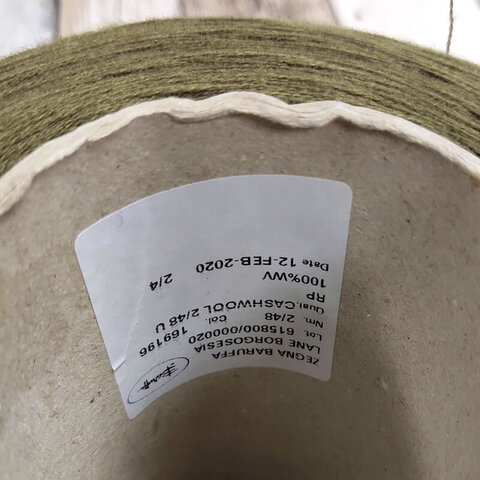 ZEGNA BARUFFA
LANE BORGOSESIA
Lot. 615800/000020
Nm. 2/48 Col. 169196
Qual.CASHWOOL 2/48 U
RP
100%WV 2/4
Date 12-FEB-2020